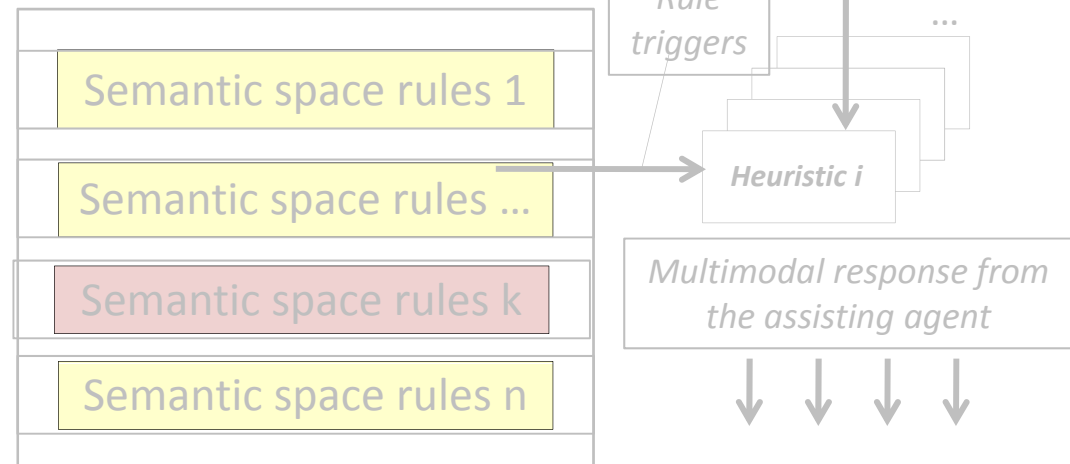 Rule
triggers
...
Semantic space rules 1
Heuristic i
Semantic space rules ...
Multimodal response from
the assisting agent
Semantic space rules k
Semantic space rules n